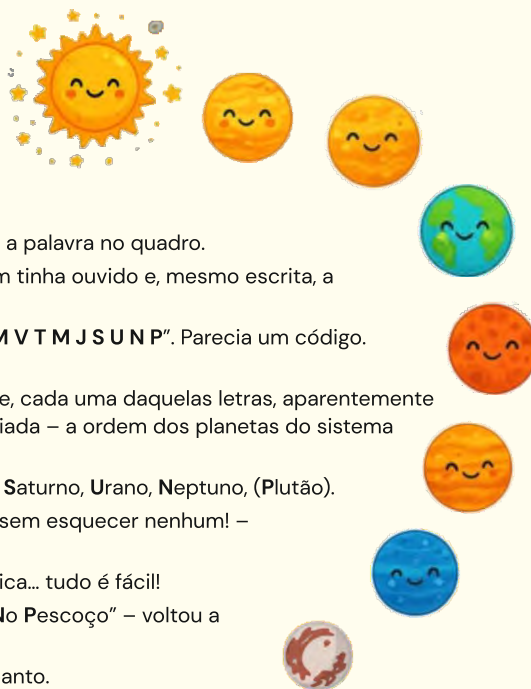 a palavra no quadro.
tinha ouvido e, mesmo escrita, a
M V T M J S U N P”. Parecia um código.
e, cada uma daquelas letras, aparentemente
iada – a ordem dos planetas do sistema
Saturno, Urano, Neptuno, (Plutão).
sem esquecer nenhum! –
ica... tudo é fácil!
No Pescoço” – voltou a
anto.